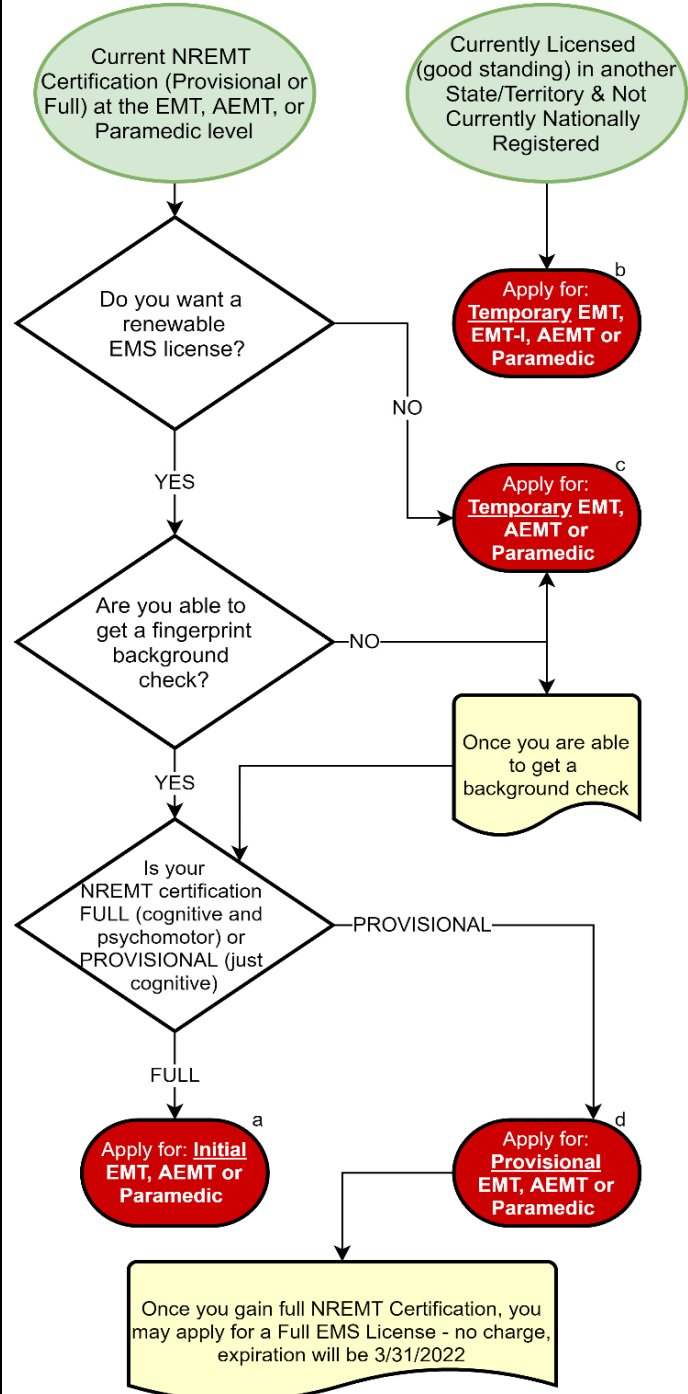 Current NREMT
Certification (Provisional or
Full) at the EMT, AEMT, or
Paramedic level
Currently Licensed
(good standing) in another
State/Territory & Not
Currently Nationally
Registered
b
Apply for:
Temporary EMT,
EMT-I, AEMT or
Paramedic
Do you want a
renewable
EMS license?
NO
YES
c
Apply for:
Temporary EMT,
AEMT or
Paramedic
Are you able to
get a fingerprint
background
check?
NO
Once you are able
to get a
background check
YES
Is your
NREMT certification
FULL (cognitive and
psychomotor) or
PROVISIONAL (just
cognitive)
PROVISIONAL
FULL
a
Apply for: Initial
EMT, AEMT or
Paramedic
d
Apply for:
Provisional
EMT, AEMT or
Paramedic
Once you gain full NREMT Certification, you
may apply for a Full EMS License - no charge,
expiration will be 3/31/2022